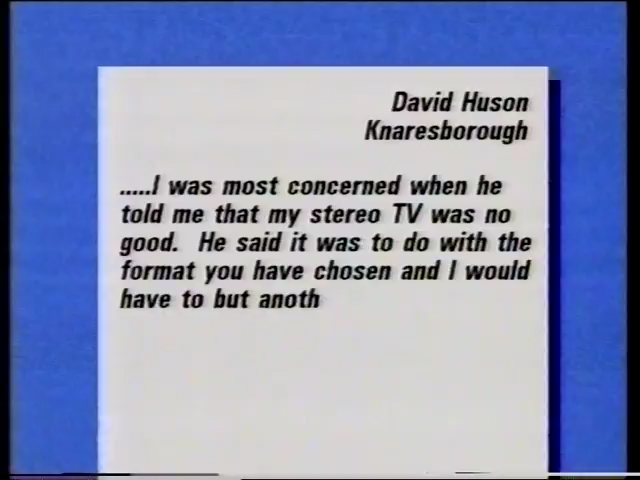 David Huson
Knaresborough
.....I was most concerned when he
told me that my stereo TV was no
good. He said it was to do with the
format you have chosen and I would
have to but anoth